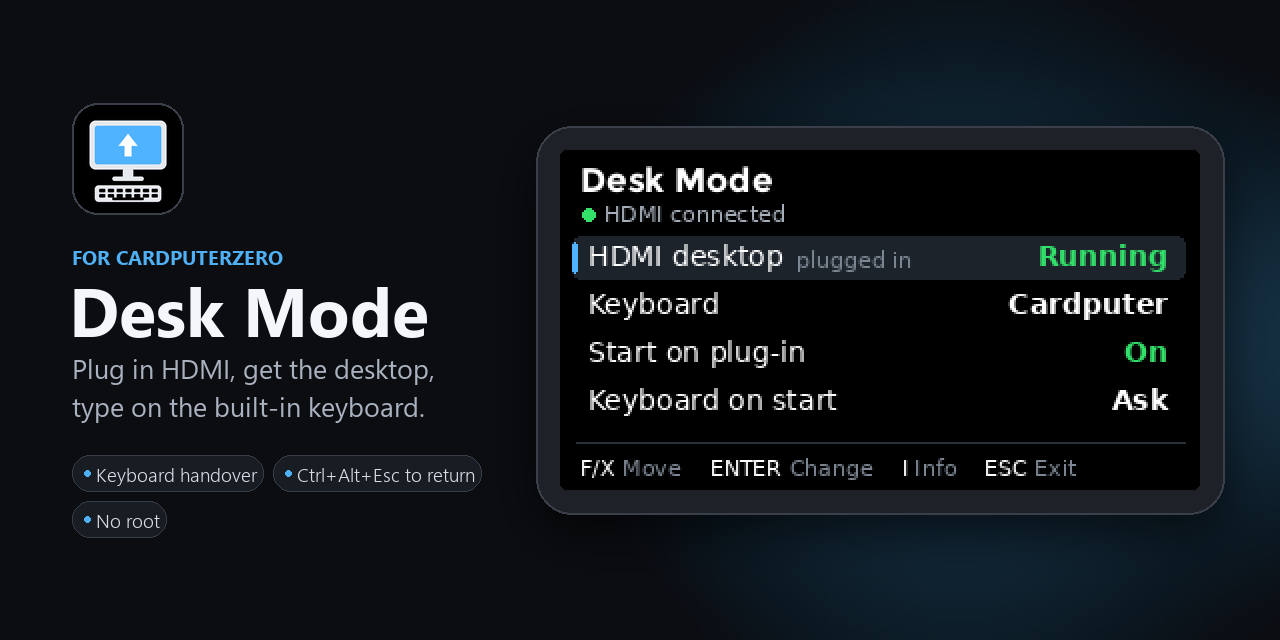 FOR CARDPUTERZERO
Desk Mode
Plug in HDMI, get the desktop,
type on the built-in keyboard.
Keyboard handover
Ctrl+Alt+Esc to return
No root
Desk Mode
HDMI connected
HDMI desktop plugged in Running
Keyboard Cardputer
Start on plug-in On
Keyboard on start Ask
F/X Move ENTER Change I Info ESC Exit